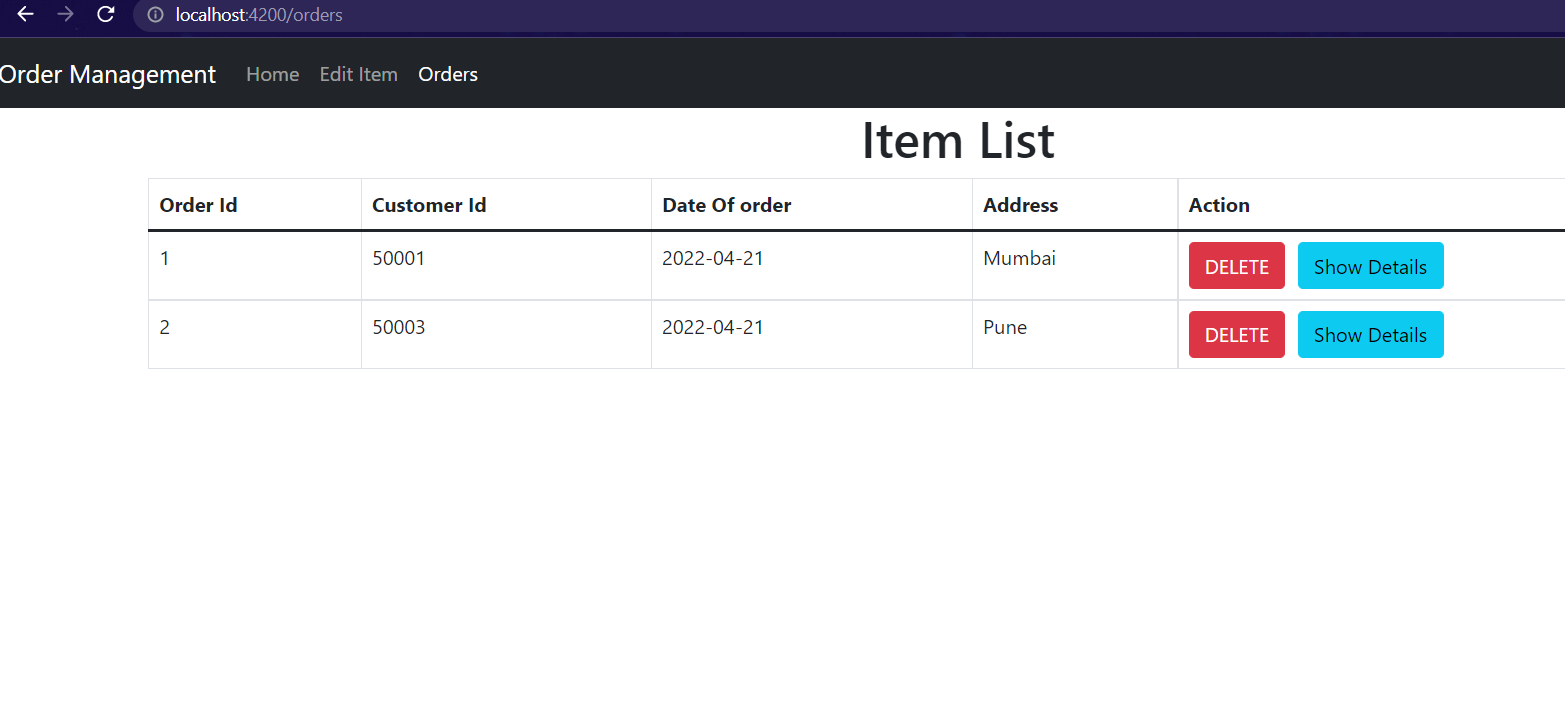 localhost:4200/orders
Order Management Home Edit Item Orders
Item List
Order Id Customer Id Date Of order Address Action
1 50001 2022-04-21 Mumbai DELETE Show Details
2 50003 2022-04-21 Pune DELETE Show Details